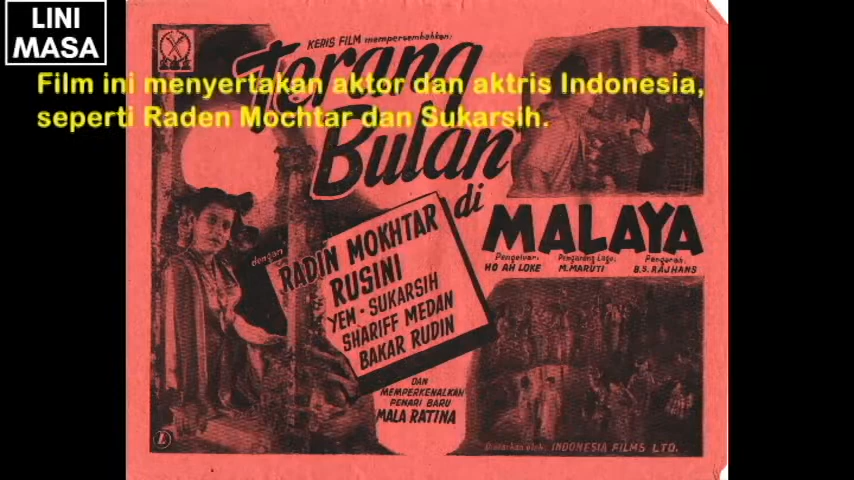 LINI
MASA
Film ini menyertakan aktor dan aktris Indonesia,
seperti Raden Mochtar dan Sukarsih.
KERIS FILM mempersembahkan:
Terang
Bulan
di
MALAYA
Pengeluar:
HO AH LOKE
Pengarang Lagu:
M. MARUTI
Pengarah:
B.S. RAJHANS
dengan
RADIN MOKHTAR
RUSINI
YEM - SUKARSIH
SHARIFF MEDAN
BAKAR RUDIN
DAN
MEMPERKENALKAN
PENARI BARU
MALA RATINA
L
INDONESIA FILMS LTD.